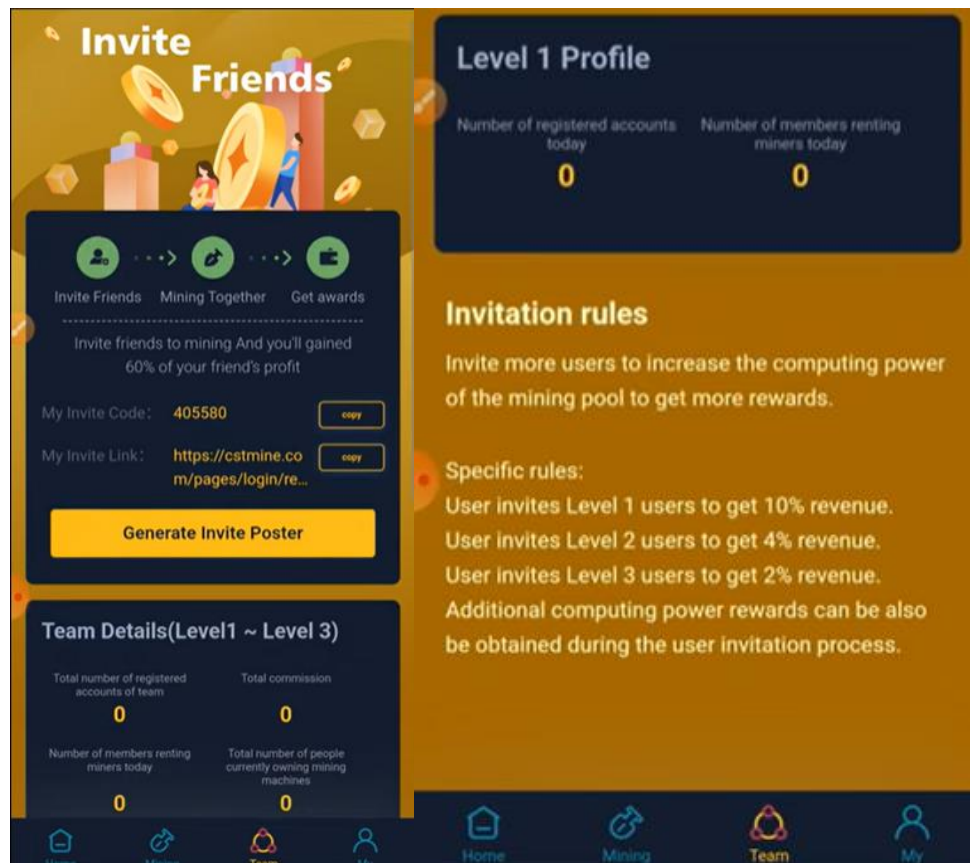 Invite
Friends
Invite Friends Mining Together Get awards
Invite friends to mining And you'll gained
60% of your friend's profit
My Invite Code: 405580 copy
My Invite Link: https://cstmine.co copy
m/pages/login/re...
Generate Invite Poster
Team Details(Level1 ~ Level 3)
Total number of registered Total commission
accounts of team
0 0
Number of members renting Total number of people
miners today currently owning mining
machines
0 0
Home Mining Team My
Level 1 Profile
Number of registered accounts Number of members renting
today miners today
0 0
Invitation rules
Invite more users to increase the computing power
of the mining pool to get more rewards.
Specific rules:
User invites Level 1 users to get 10% revenue.
User invites Level 2 users to get 4% revenue.
User invites Level 3 users to get 2% revenue.
Additional computing power rewards can be also
be obtained during the user invitation process.
Home Mining Team My